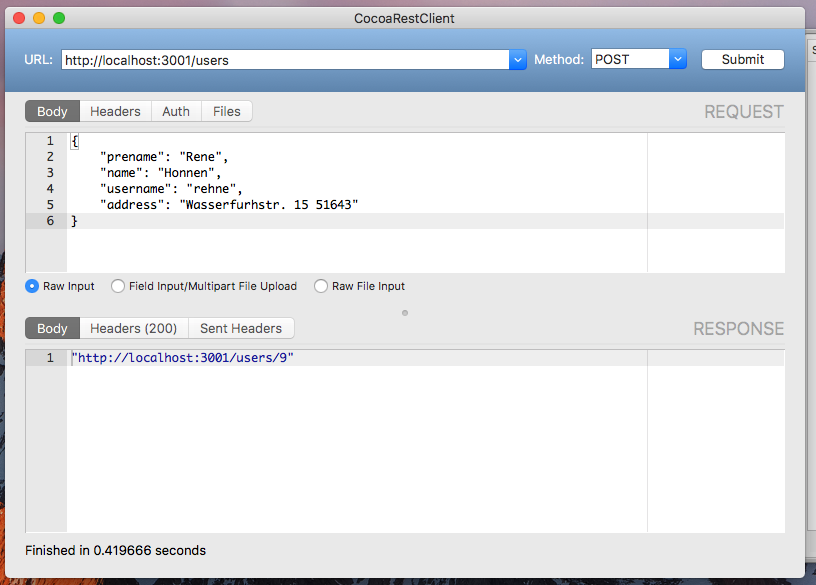 CocoaRestClient
URL: http://localhost:3001/users Method: POST Submit
Body Headers Auth Files REQUEST
1 {
2 "prename": "Rene",
3 "name": "Honnen",
4 "username": "rehne",
5 "address": "Wasserfurhstr. 15 51643"
6 }
Raw Input Field Input/Multipart File Upload Raw File Input
Body Headers (200) Sent Headers RESPONSE
1 "http://localhost:3001/users/9"
Finished in 0.419666 seconds